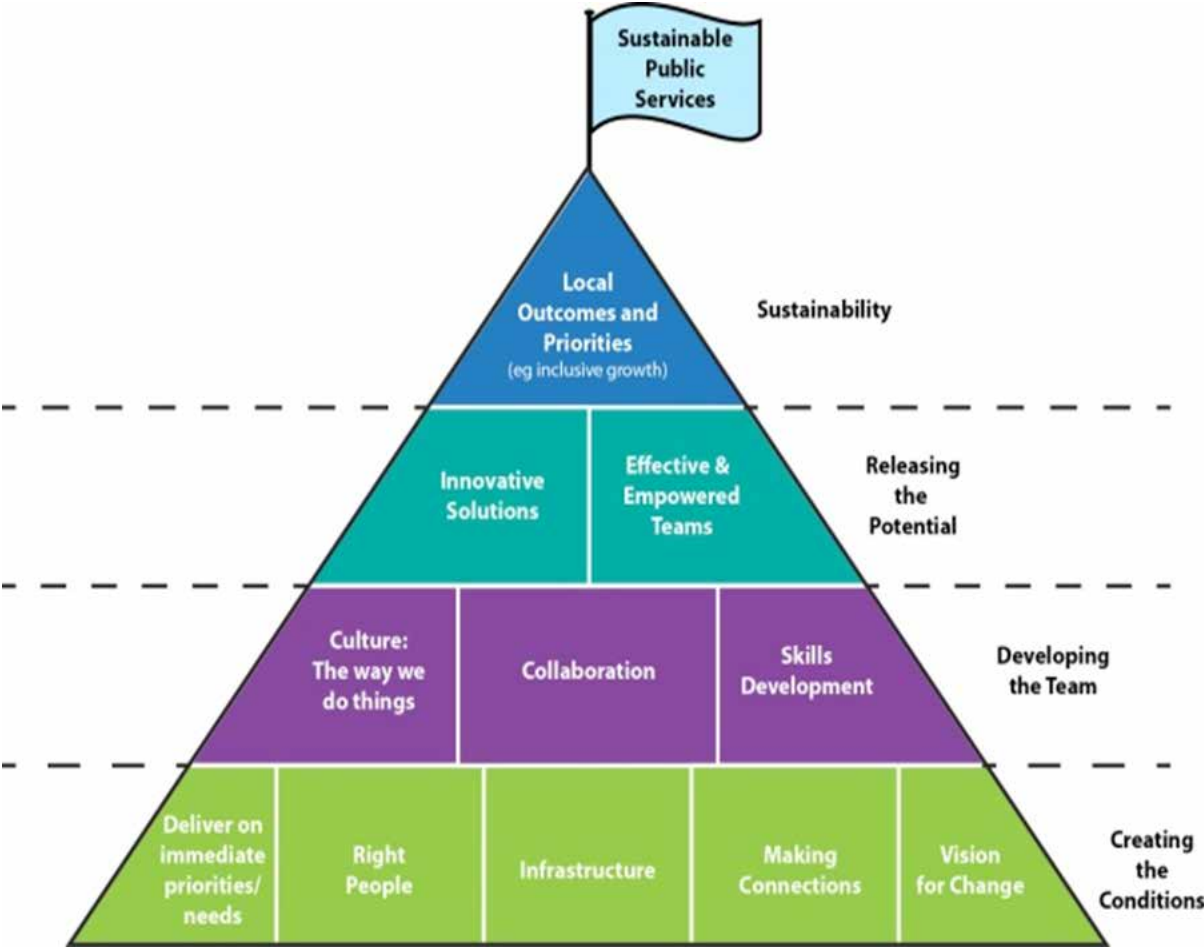 Sustainable
Public
Services
Local
Outcomes and
Priorities
(eg inclusive growth)
Sustainability
Innovative
Solutions
Effective &
Empowered
Teams
Releasing
the
Potential
Culture:
The way we
do things
Collaboration
Skills
Development
Developing
the Team
Deliver on
immediate
priorities/
needs
Right
People
Infrastructure
Making
Connections
Vision
for Change
Creating
the
Conditions